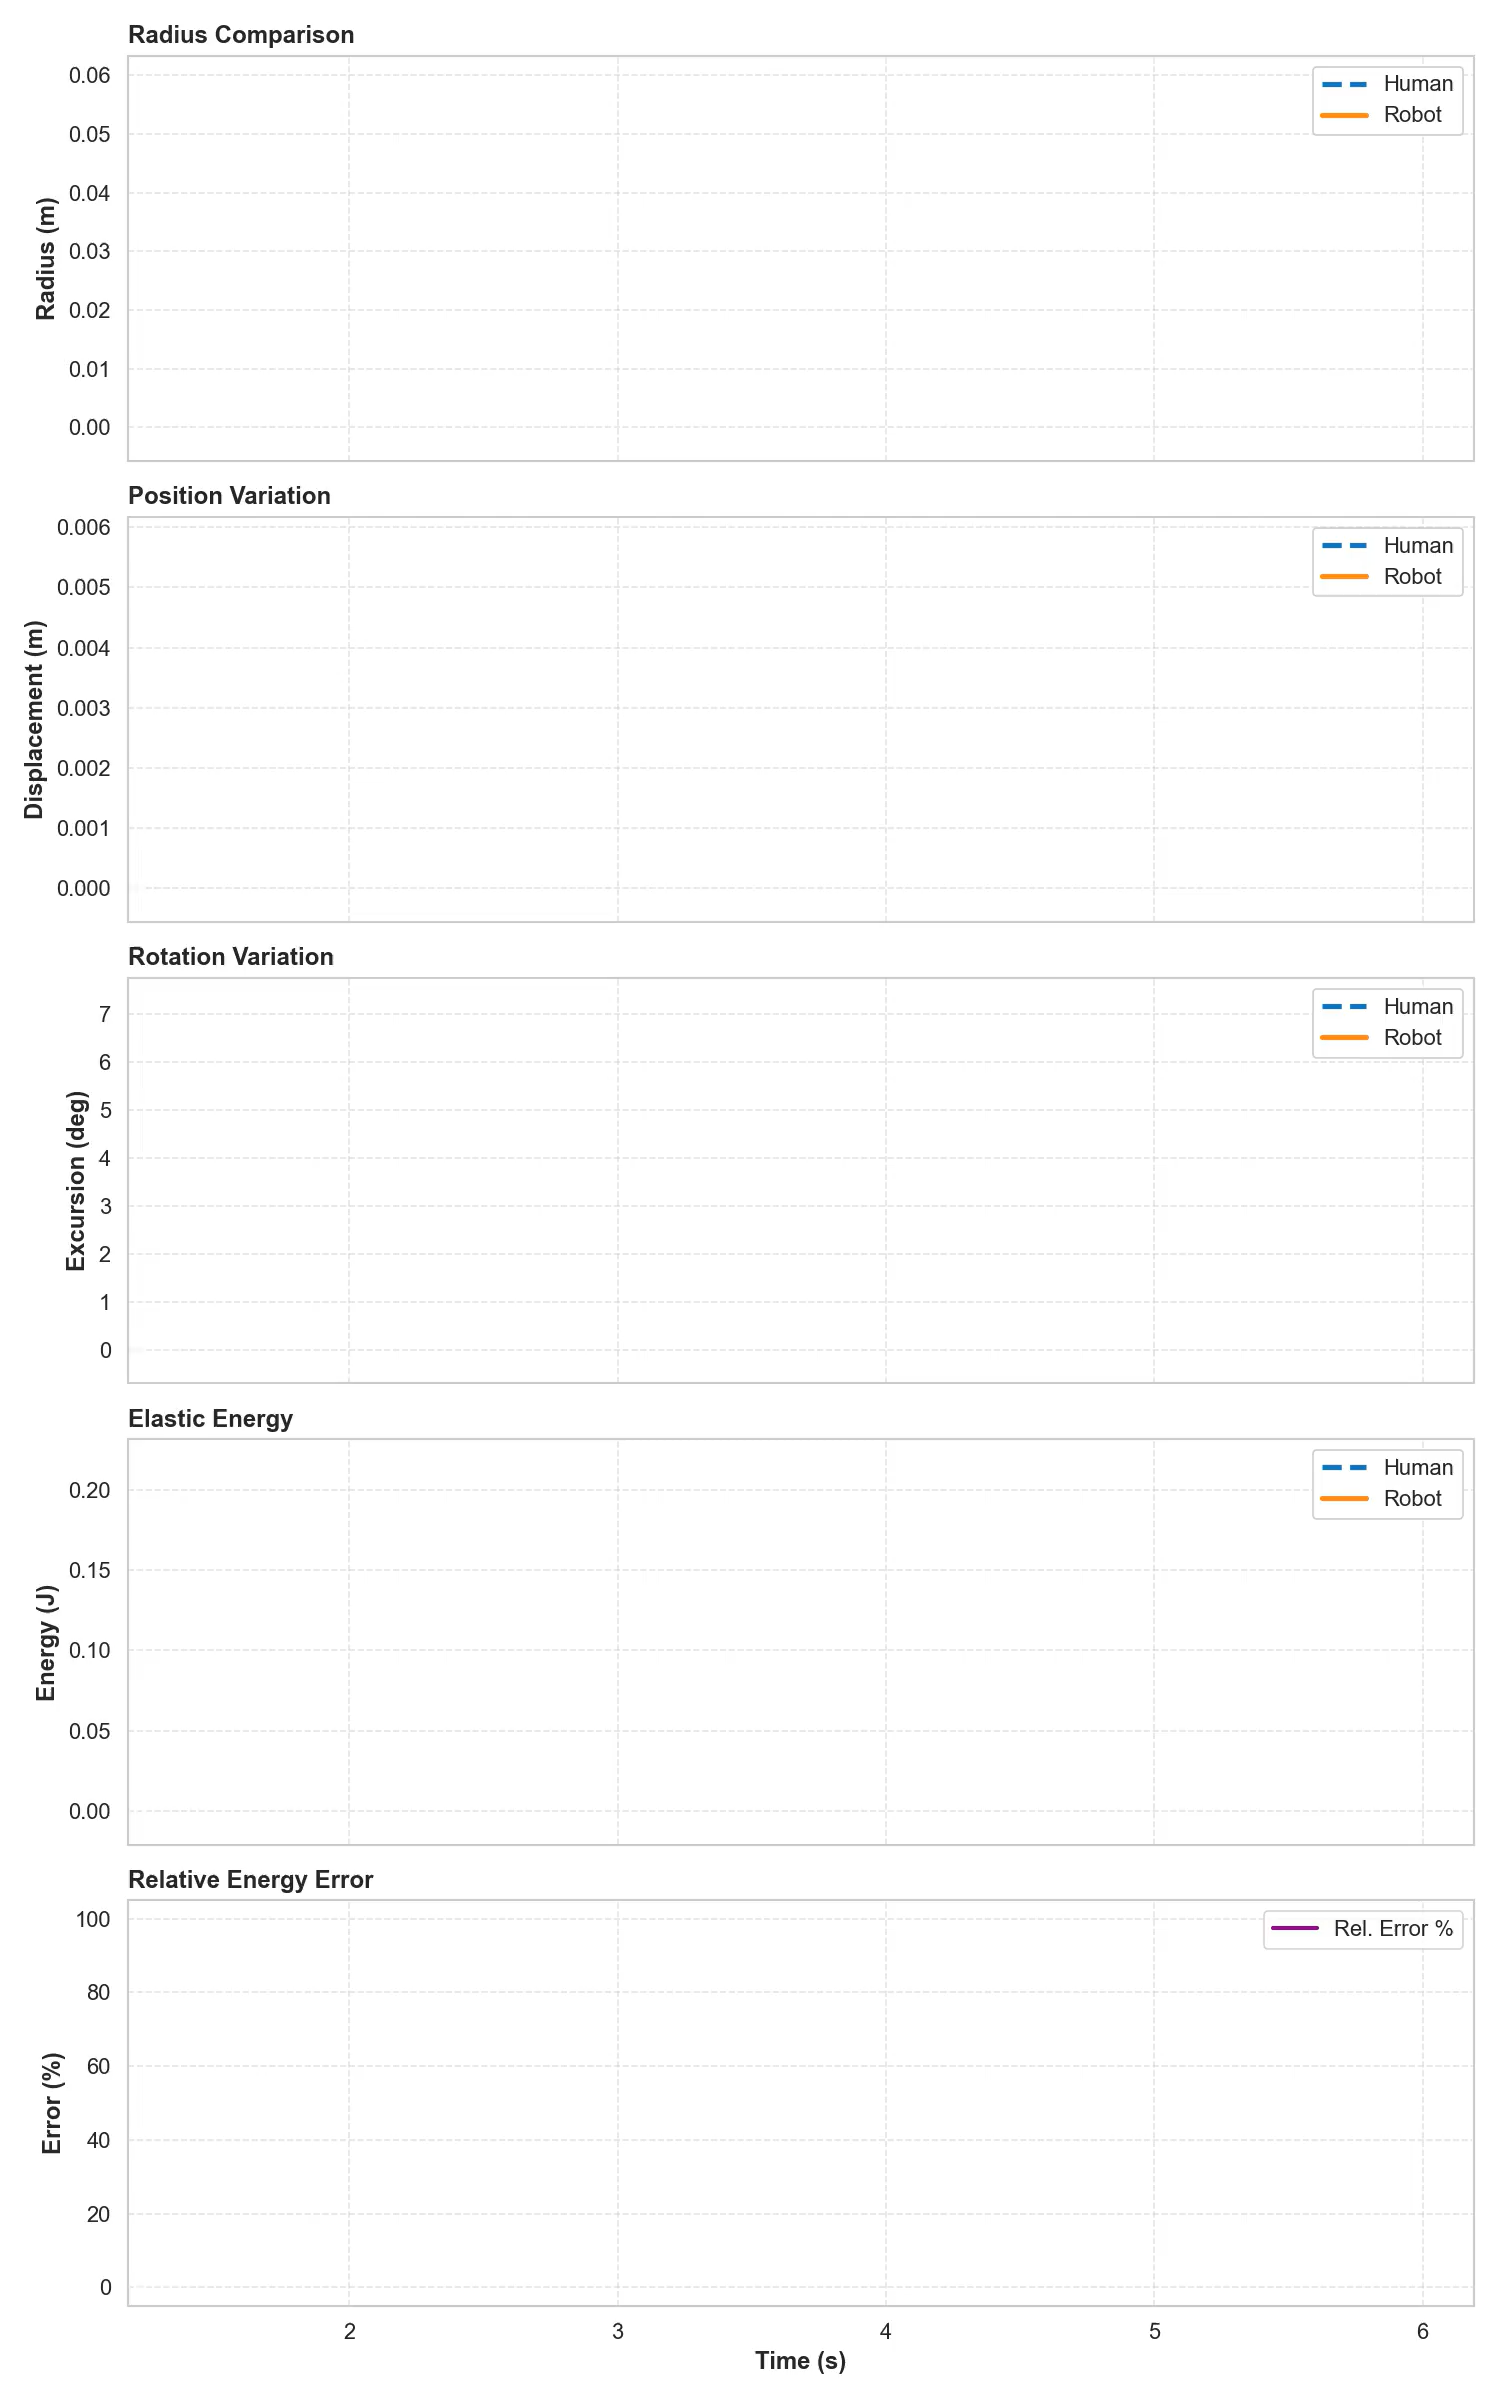 Radius Comparison
Radius (m)
0.06
0.05
0.04
0.03
0.02
0.01
0.00
Human
Robot
Position Variation
Displacement (m)
0.006
0.005
0.004
0.003
0.002
0.001
0.000
Human
Robot
Rotation Variation
Excursion (deg)
7
6
5
4
3
2
1
0
Human
Robot
Elastic Energy
Energy (J)
0.20
0.15
0.10
0.05
0.00
Human
Robot
Relative Energy Error
Error (%)
100
80
60
40
20
0
Rel. Error %
2 3 4 5 6
Time (s)